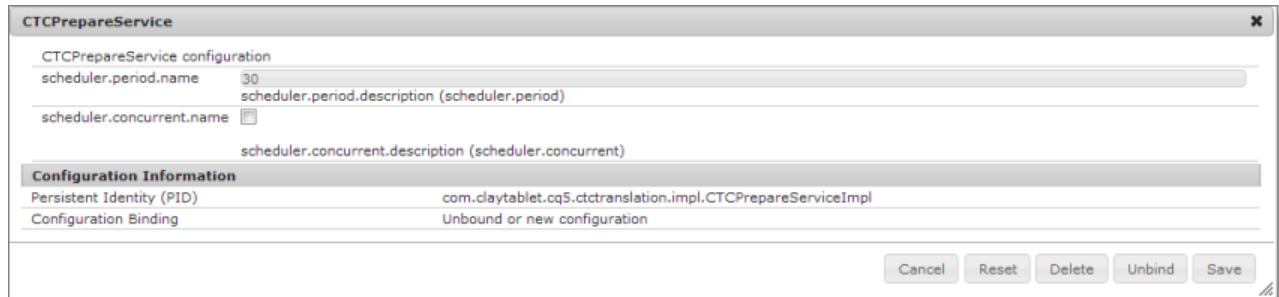 CTCPrepareService
CTCPrepareService configuration
scheduler.period.name 30
scheduler.period.description (scheduler.period)
scheduler.concurrent.name
scheduler.concurrent.description (scheduler.concurrent)
Configuration Information
Persistent Identity (PID) com.claytablet.cq5.ctctranslation.impl.CTCPrepareServiceImpl
Configuration Binding Unbound or new configuration
Cancel Reset Delete Unbind Save